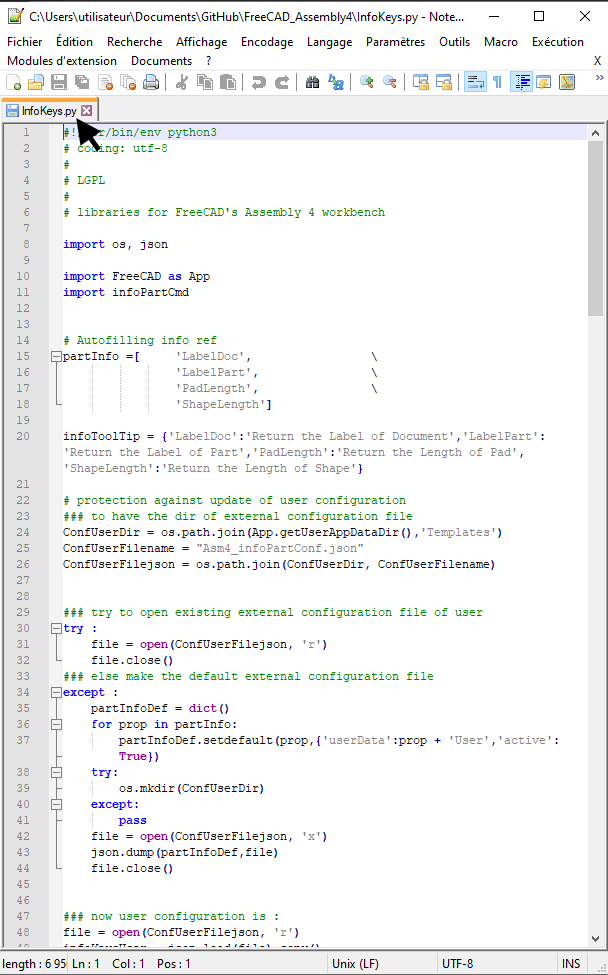 C:\Users\utilisateur\Documents\GitHub\FreeCAD_Assembly4\InfoKeys.py - Note...
Fichier Édition Recherche Affichage Encodage Langage Paramètres Outils Macro Exécution
Modules d'extension Documents ? X
InfoKeys.py
1 #! /bin/env python3
2 # coding: utf-8
3 #
4 # LGPL
5 #
6 # libraries for FreeCAD's Assembly 4 workbench
7
8 import os, json
9
10 import FreeCAD as App
11 import infoPartCmd
12
13
14 # Autofilling info ref
15 partInfo =[ 'LabelDoc', \
16 'LabelPart', \
17 'PadLength', \
18 'ShapeLength']
19
20 infoToolTip = {'LabelDoc':'Return the Label of Document','LabelPart':
'Return the Label of Part','PadLength':'Return the Length of Pad',
'ShapeLength':'Return the Length of Shape'}
21
22 # protection against update of user configuration
23 ### to have the dir of external configuration file
24 ConfUserDir = os.path.join(App.getUserAppDataDir(),'Templates')
25 ConfUserFilename = "Asm4_infoPartConf.json"
26 ConfUserFilejson = os.path.join(ConfUserDir, ConfUserFilename)
27
28
29 ### try to open existing external configuration file of user
30 try :
31 file = open(ConfUserFilejson, 'r')
32 file.close()
33 ### else make the default external configuration file
34 except :
35 partInfoDef = dict()
36 for prop in partInfo:
37 partInfoDef.setdefault(prop,{'userData':prop + 'User','active':
True})
38 try:
39 os.mkdir(ConfUserDir)
40 except:
41 pass
42 file = open(ConfUserFilejson, 'x')
43 json.dump(partInfoDef,file)
44 file.close()
45
46
47 ### now user configuration is :
48 file = open(ConfUserFilejson, 'r')
length : 6 95 Ln : 1 Col : 1 Pos : 1 Unix (LF) UTF-8 INS